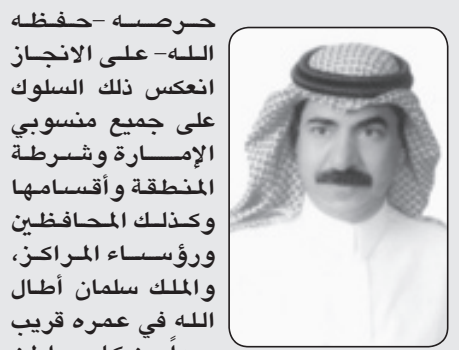 حرصه –حفظه
الله– على الانجاز
انعكس ذلك السلوك
على جميع منسوبي
الإمارة وشرطة
المنطقة وأقسامها
وكذلك المحافظين
ورؤساء المراكز،
والملك سلمان أطال
الله في عمره قريب